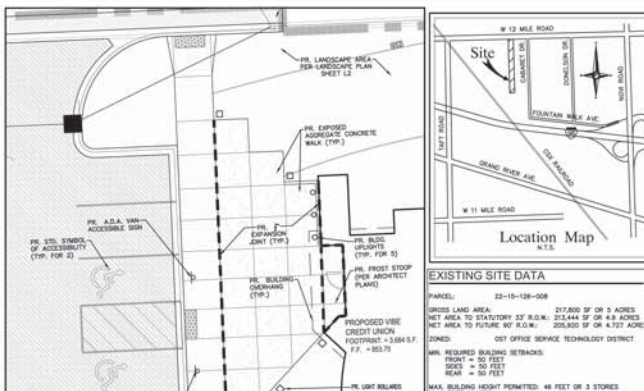 PR. LANDSCAPE AREA
PER LANDSCAPE PLAN
SHEET L2
PR. EXPOSED
AGGREGATE CONCRETE
WALK (TYP.)
PR. A.D.A. VAN
ACCESSIBLE SIGN
PR. STD. SYMBOL
OF ACCESSIBILITY
(TYP. FOR 2)
PR.
EXPANSION
JOINT (TYP.)
PR. BLDG.
UPLIGHTS
(TYP. FOR 5)
PR. BUILDING
OVERHANG
(TYP.)
PR. FROST STOOP
(PER ARCHITECT
PLANS)
PROPOSED VIBE
CREDIT UNION
FOOTPRINT. = 3,684 S.F.
F.F. = 953.75
PR. LIGHT BOLLARDS
W 12 MILE ROAD
Site
CABARET DR.
DONELSON DR.
NOVI ROAD
TAFT ROAD
FOUNTAIN WALK AVE.
GRAND RIVER AVE.
CSX RAILROAD
W 11 MILE ROAD
Location Map
N.T.S.
EXISTING SITE DATA
PARCEL: 22-15-126-008
GROSS LAND AREA: 217,800 SF OR 5 ACRES
NET AREA TO STATUTORY 33' R.O.W.: 213,444 SF OR 4.9 ACRES
NET AREA TO FUTURE 90' R.O.W.: 205,920 SF OR 4.727 ACRES
ZONED: OST OFFICE SERVICE TECHNOLOGY DISTRICT
MIN. REQUIRED BUILDING SETBACKS:
FRONT = 50 FEET
SIDES = 50 FEET
REAR = 50 FEET
MAX. BUILDING HEIGHT PERMITTED: 46 FEET OR 3 STORIES